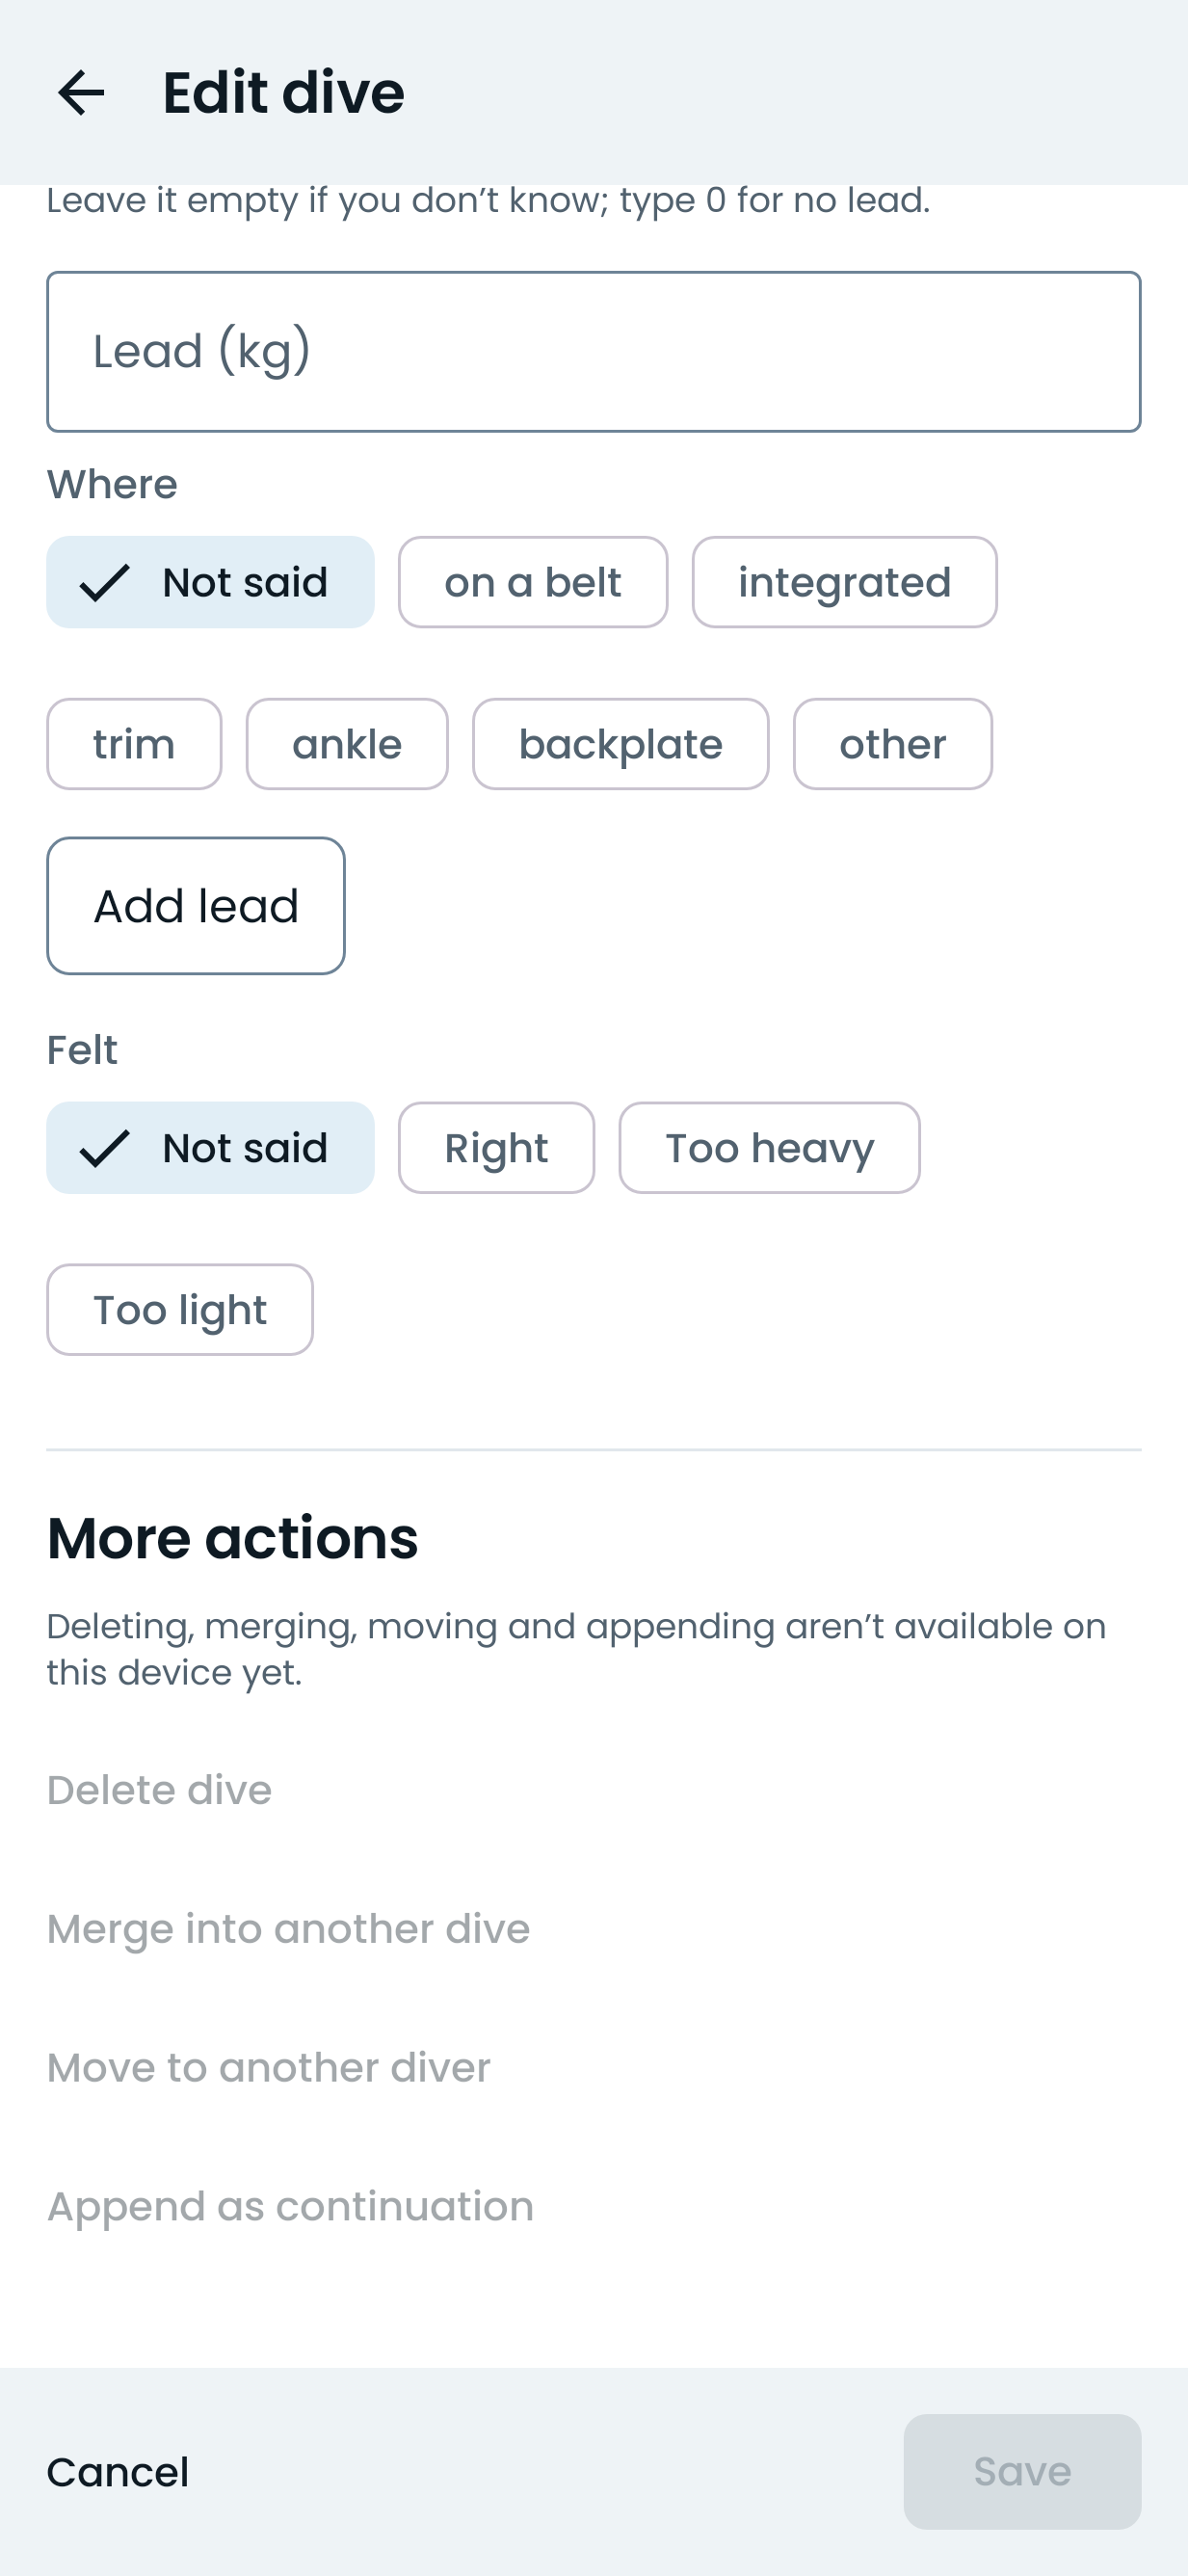 Edit dive
Leave it empty if you don’t know; type 0 for no lead.
Lead (kg)
Where
Not said
on a belt
integrated
trim
ankle
backplate
other
Add lead
Felt
Not said
Right
Too heavy
Too light
More actions
Deleting, merging, moving and appending aren’t available on
this device yet.
Delete dive
Merge into another dive
Move to another diver
Append as continuation
Cancel
Save